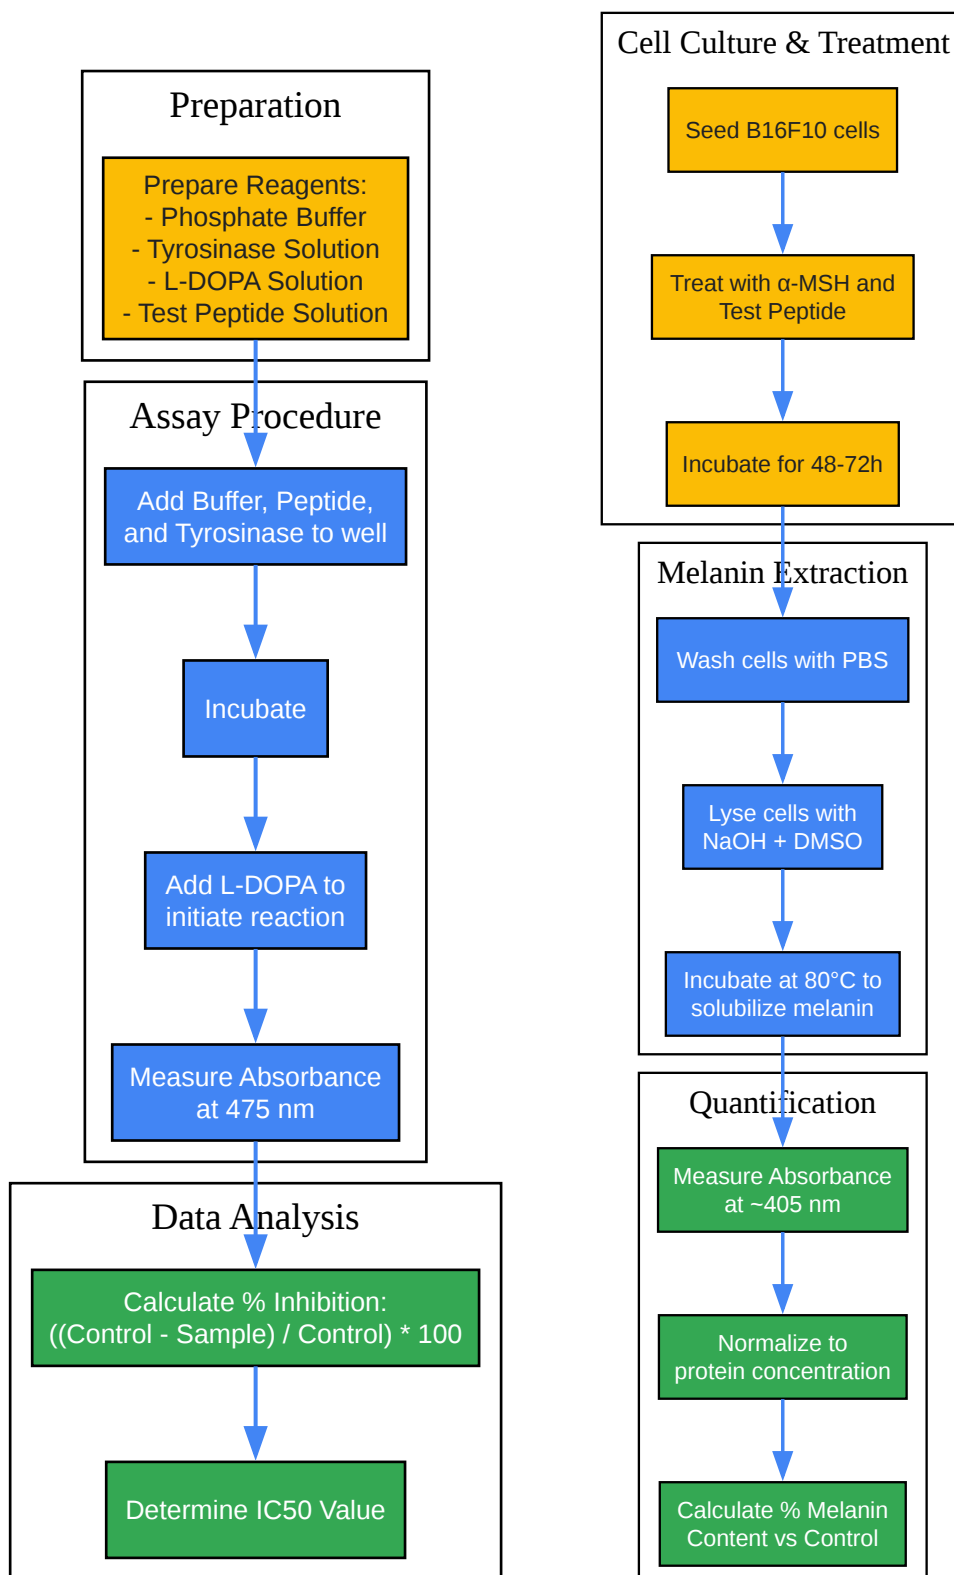 Preparation
Prepare Reagents:
- Phosphate Buffer
- Tyrosinase Solution
- L-DOPA Solution
- Test Peptide Solution
Assay Procedure
Add Buffer, Peptide,
and Tyrosinase to well
Incubate
Add L-DOPA to
initiate reaction
Measure Absorbance
at 475 nm
Data Analysis
Calculate % Inhibition:
((Control - Sample) / Control) * 100
Determine IC50 Value
Cell Culture & Treatment
Seed B16F10 cells
Treat with α-MSH and
Test Peptide
Incubate for 48-72h
Melanin Extraction
Wash cells with PBS
Lyse cells with
NaOH + DMSO
Incubate at 80°C to
solubilize melanin
Quantification
Measure Absorbance
at ~405 nm
Normalize to
protein concentration
Calculate % Melanin
Content vs Control